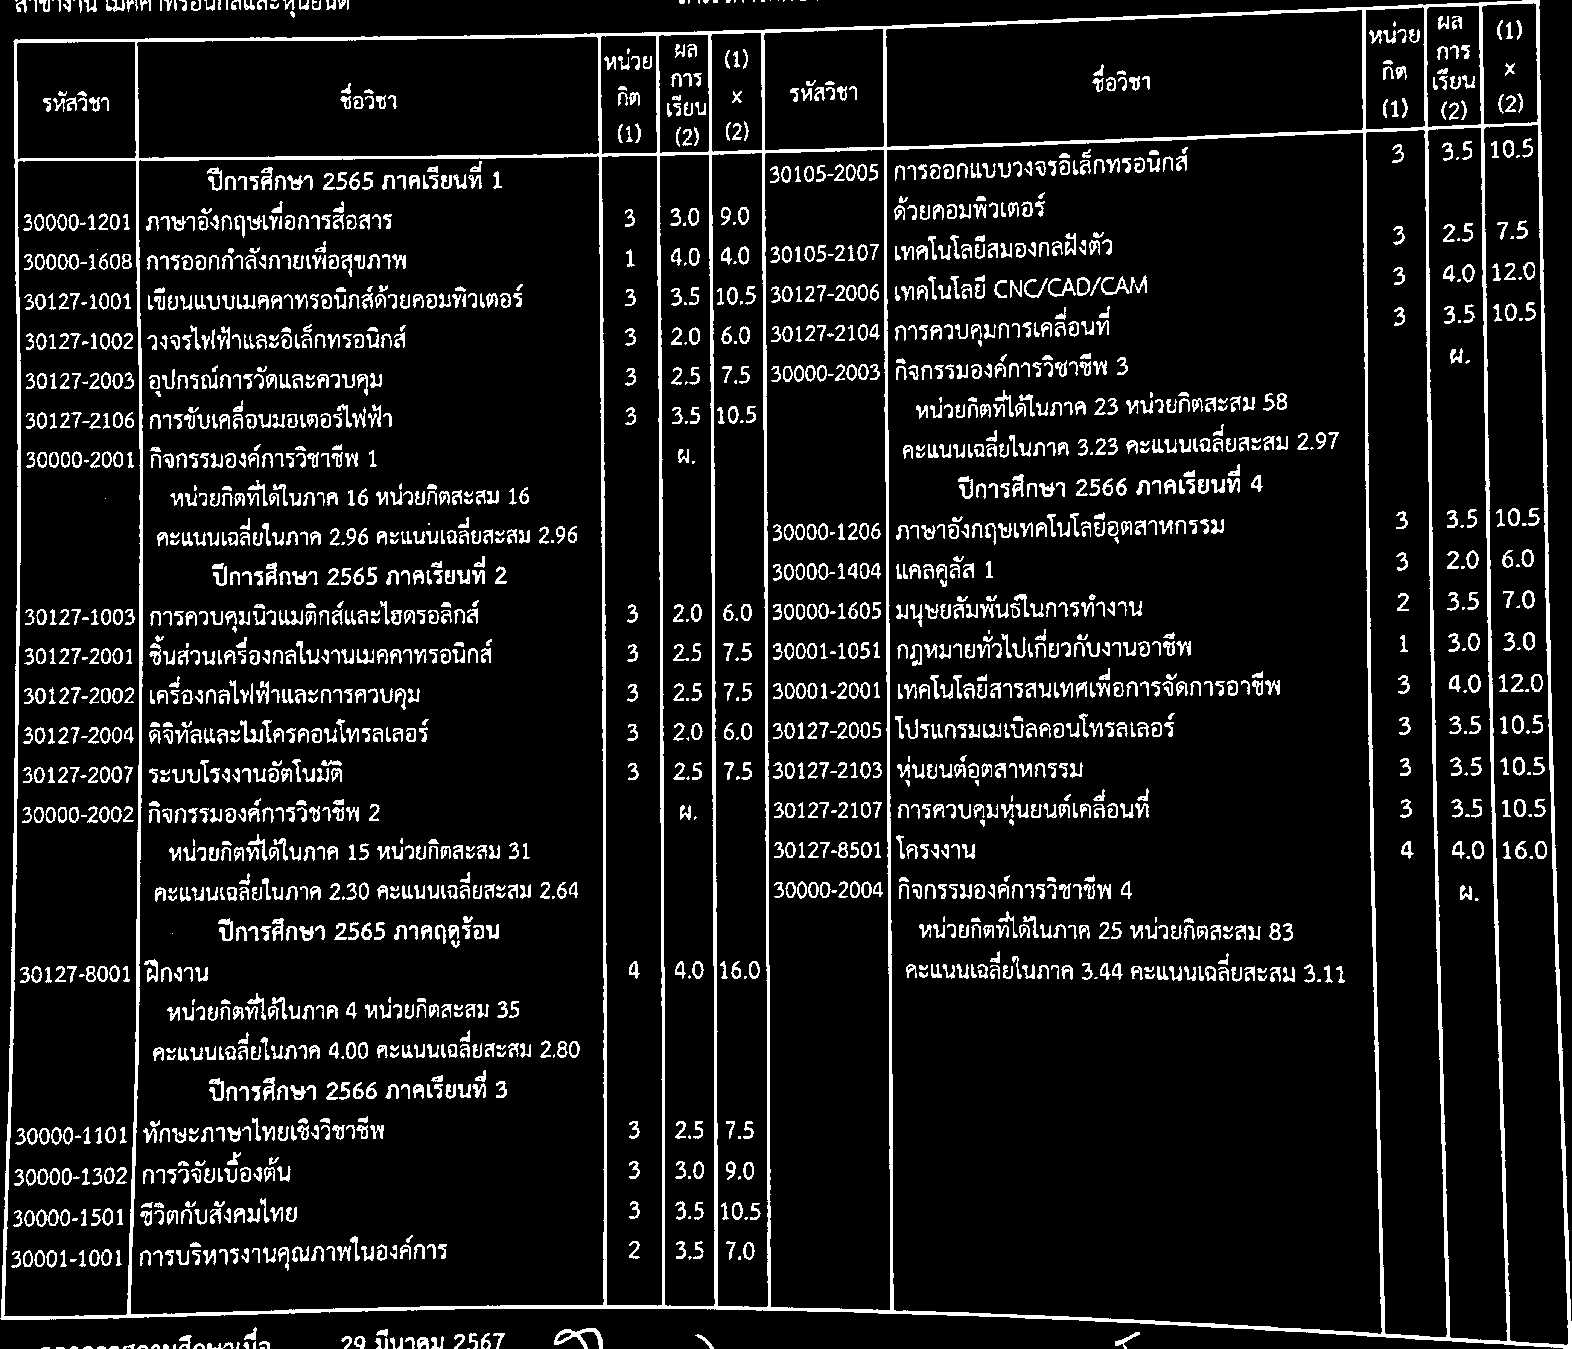 สาขางาน เมคคาทรอนิกส์และหุ่นยนต์
รหัสวิชา ชื่อวิชา หน่วยกิต (1) ผลการเรียน (2) (1) x (2)
ปีการศึกษา 2565 ภาคเรียนที่ 1
30000-1201 ภาษาอังกฤษเพื่อการสื่อสาร 3 3.0 9.0
30000-1608 การออกกำลังกายเพื่อสุขภาพ 1 4.0 4.0
30127-1001 เขียนแบบเมคคาทรอนิกส์ด้วยคอมพิวเตอร์ 3 3.5 10.5
30127-1002 วงจรไฟฟ้าและอิเล็กทรอนิกส์ 3 2.0 6.0
30127-2003 อุปกรณ์การวัดและควบคุม 3 2.5 7.5
30127-2106 การขับเคลื่อนมอเตอร์ไฟฟ้า 3 3.5 10.5
30000-2001 กิจกรรมองค์การวิชาชีพ 1 ผ.
หน่วยกิตที่ได้ในภาค 16 หน่วยกิตสะสม 16
คะแนนเฉลี่ยในภาค 2.96 คะแนนเฉลี่ยสะสม 2.96
ปีการศึกษา 2565 ภาคเรียนที่ 2
30127-1003 การควบคุมนิวแมติกส์และไฮดรอลิกส์ 3 2.0 6.0
30127-2001 ชิ้นส่วนเครื่องกลในงานเมคคาทรอนิกส์ 3 2.5 7.5
30127-2002 เครื่องกลไฟฟ้าและการควบคุม 3 2.5 7.5
30127-2004 ดิจิทัลและไมโครคอนโทรลเลอร์ 3 2.0 6.0
30127-2007 ระบบโรงงานอัตโนมัติ 3 2.5 7.5
30000-2002 กิจกรรมองค์การวิชาชีพ 2 ผ.
หน่วยกิตที่ได้ในภาค 15 หน่วยกิตสะสม 31
คะแนนเฉลี่ยในภาค 2.30 คะแนนเฉลี่ยสะสม 2.64
ปีการศึกษา 2565 ภาคฤดูร้อน
30127-8001 ฝึกงาน 4 4.0 16.0
หน่วยกิตที่ได้ในภาค 4 หน่วยกิตสะสม 35
คะแนนเฉลี่ยในภาค 4.00 คะแนนเฉลี่ยสะสม 2.80
ปีการศึกษา 2566 ภาคเรียนที่ 3
30000-1101 ทักษะภาษาไทยเชิงวิชาชีพ 3 2.5 7.5
30000-1302 การวิจัยเบื้องต้น 3 3.0 9.0
30000-1501 ชีวิตกับสังคมไทย 3 3.5 10.5
30001-1001 การบริหารงานคุณภาพในองค์การ 2 3.5 7.0
รหัสวิชา ชื่อวิชา หน่วยกิต (1) ผลการเรียน (2) (1) x (2)
30105-2005 การออกแบบวงจรอิเล็กทรอนิกส์ 3 3.5 10.5
ด้วยคอมพิวเตอร์
30105-2107 เทคโนโลยีสมองกลฝังตัว 3 2.5 7.5
30127-2006 เทคโนโลยี CNC/CAD/CAM 3 4.0 12.0
30127-2104 การควบคุมการเคลื่อนที่ 3 3.5 10.5
30000-2003 กิจกรรมองค์การวิชาชีพ 3 ผ.
หน่วยกิตที่ได้ในภาค 23 หน่วยกิตสะสม 58
คะแนนเฉลี่ยในภาค 3.23 คะแนนเฉลี่ยสะสม 2.97
ปีการศึกษา 2566 ภาคเรียนที่ 4
30000-1206 ภาษาอังกฤษเทคโนโลยีอุตสาหกรรม 3 3.5 10.5
30000-1404 แคลคูลัส 1 3 2.0 6.0
30000-1605 มนุษยสัมพันธ์ในการทำงาน 2 3.5 7.0
30001-1051 กฎหมายทั่วไปเกี่ยวกับงานอาชีพ 1 3.0 3.0
30001-2001 เทคโนโลยีสารสนเทศเพื่อการจัดการอาชีพ 3 4.0 12.0
30127-2005 โปรแกรมเมเบิลคอนโทรลเลอร์ 3 3.5 10.5
30127-2103 หุ่นยนต์อุตสาหกรรม 3 3.5 10.5
30127-2107 การควบคุมหุ่นยนต์เคลื่อนที่ 3 3.5 10.5
30127-8501 โครงงาน 4 4.0 16.0
30000-2004 กิจกรรมองค์การวิชาชีพ 4 ผ.
หน่วยกิตที่ได้ในภาค 25 หน่วยกิตสะสม 83
คะแนนเฉลี่ยในภาค 3.44 คะแนนเฉลี่ยสะสม 3.11
29 มีนาคม 2567